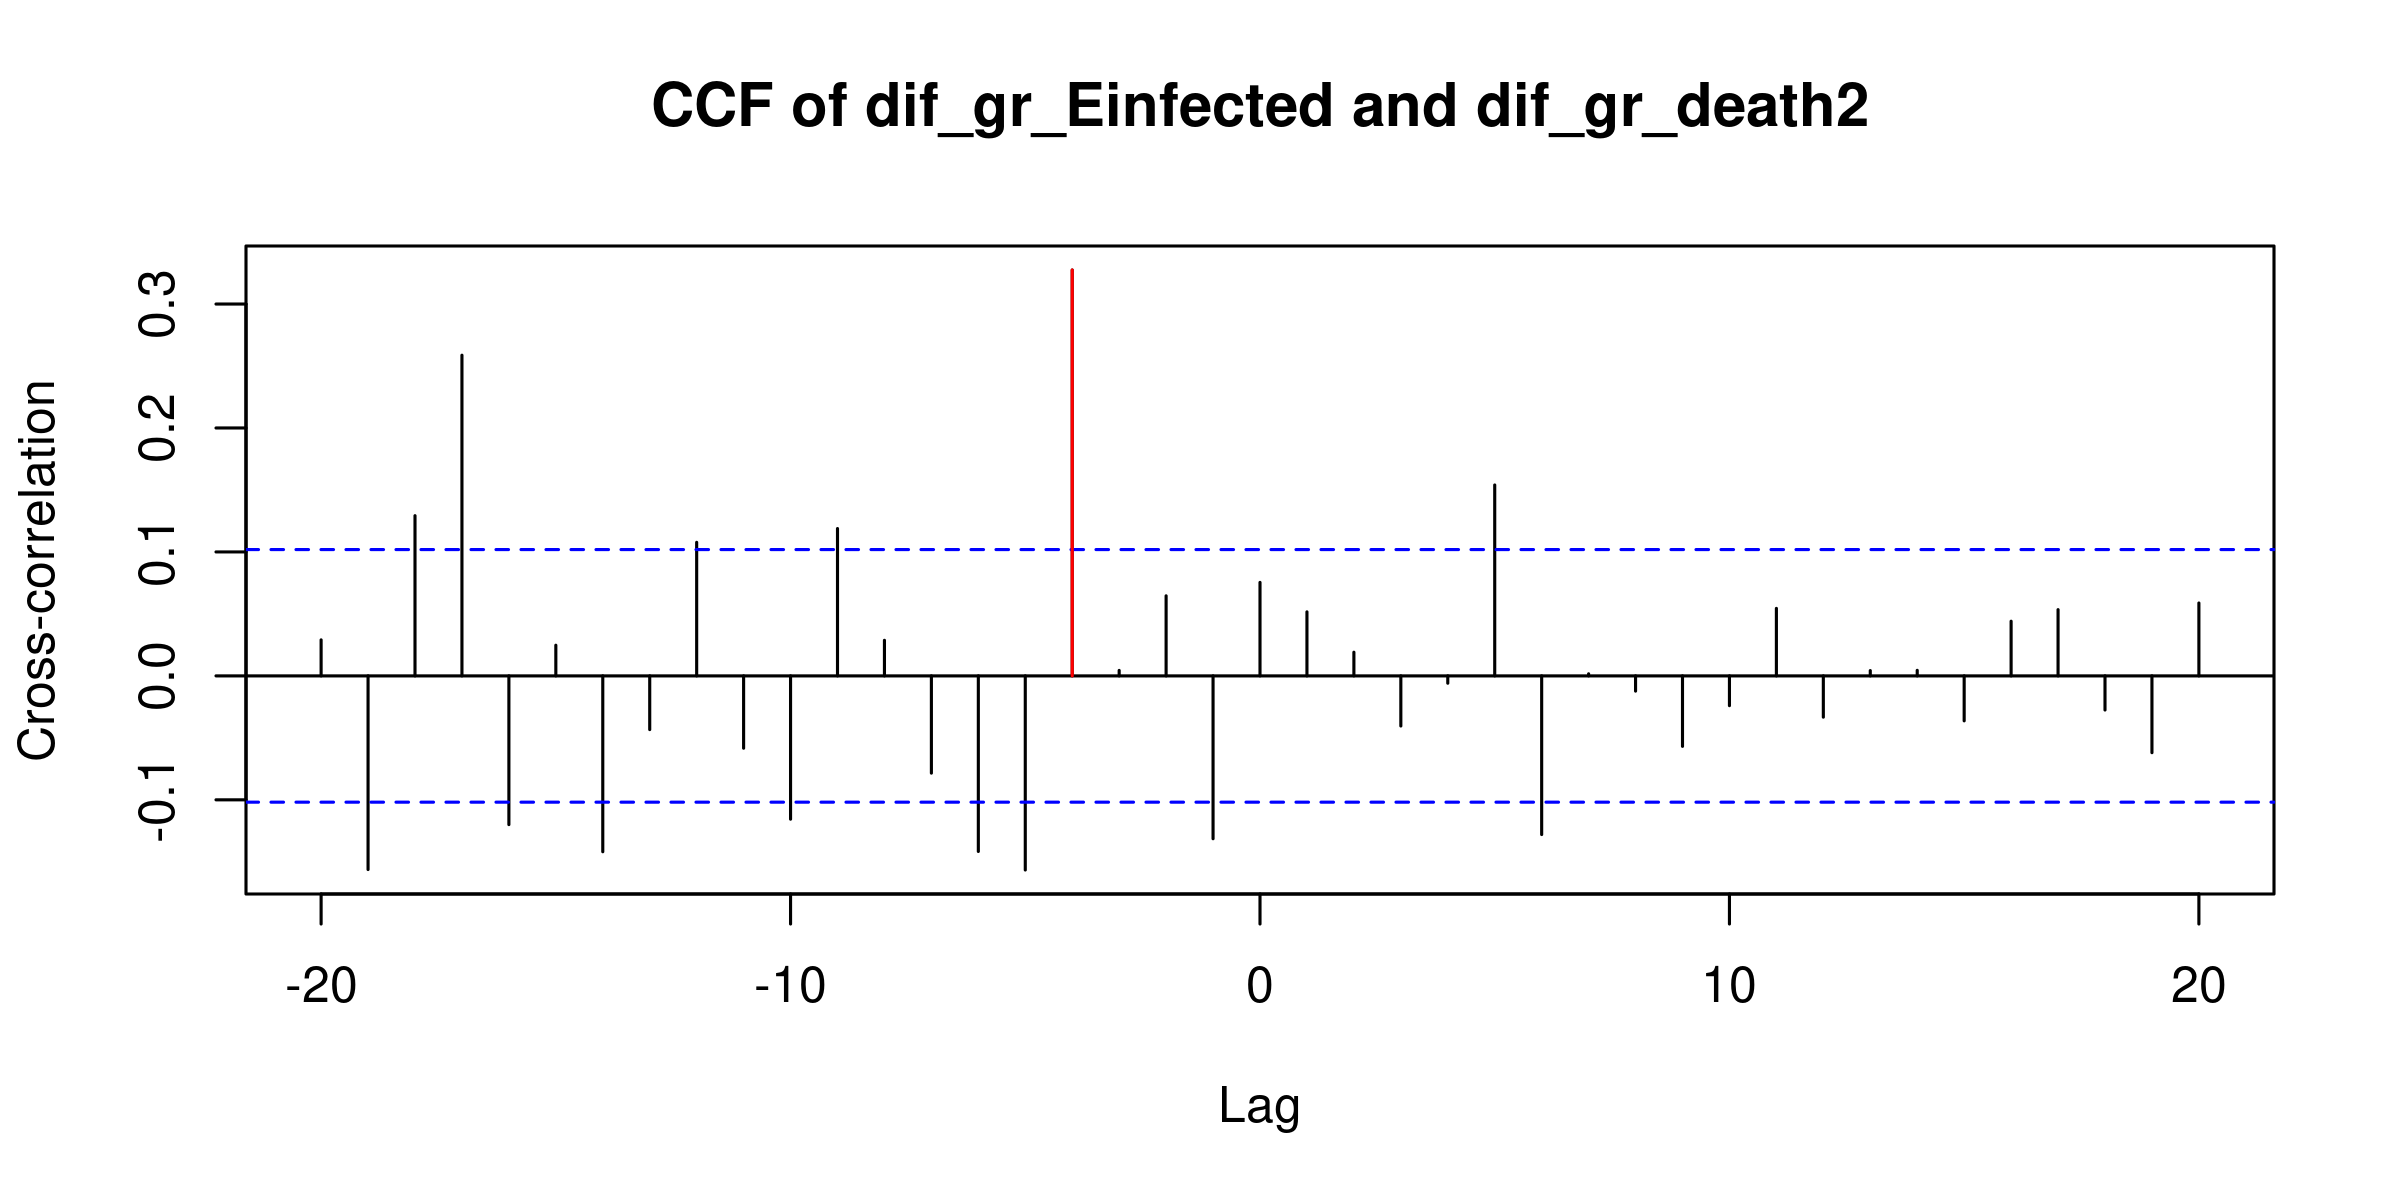 CCF of dif_gr_Einfected and dif_gr_death2
Cross-correlation
0.3
0.2
0.1
0.0
-0.1
-20 -10 0 10 20
Lag